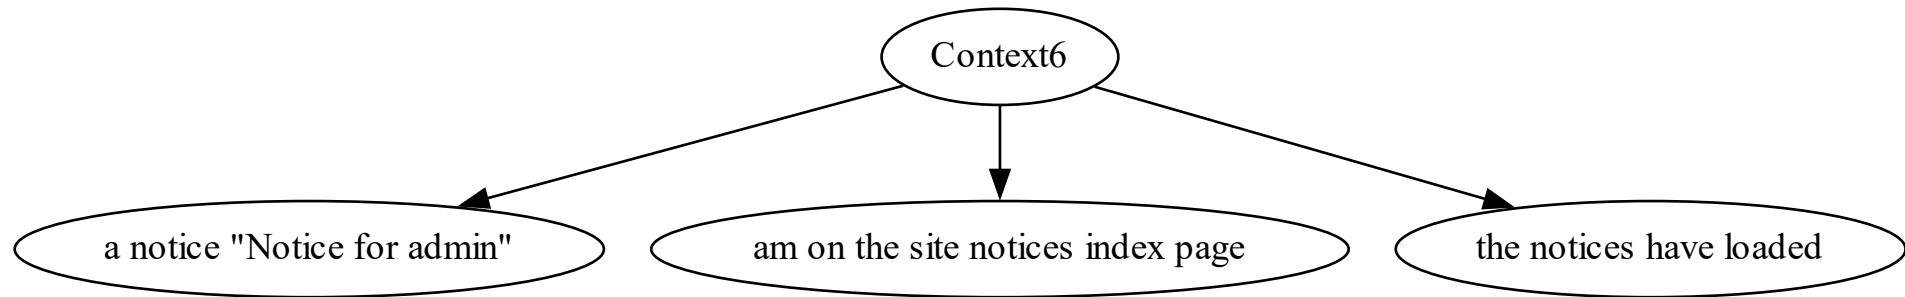 Context6
a notice "Notice for admin"
am on the site notices index page
the notices have loaded